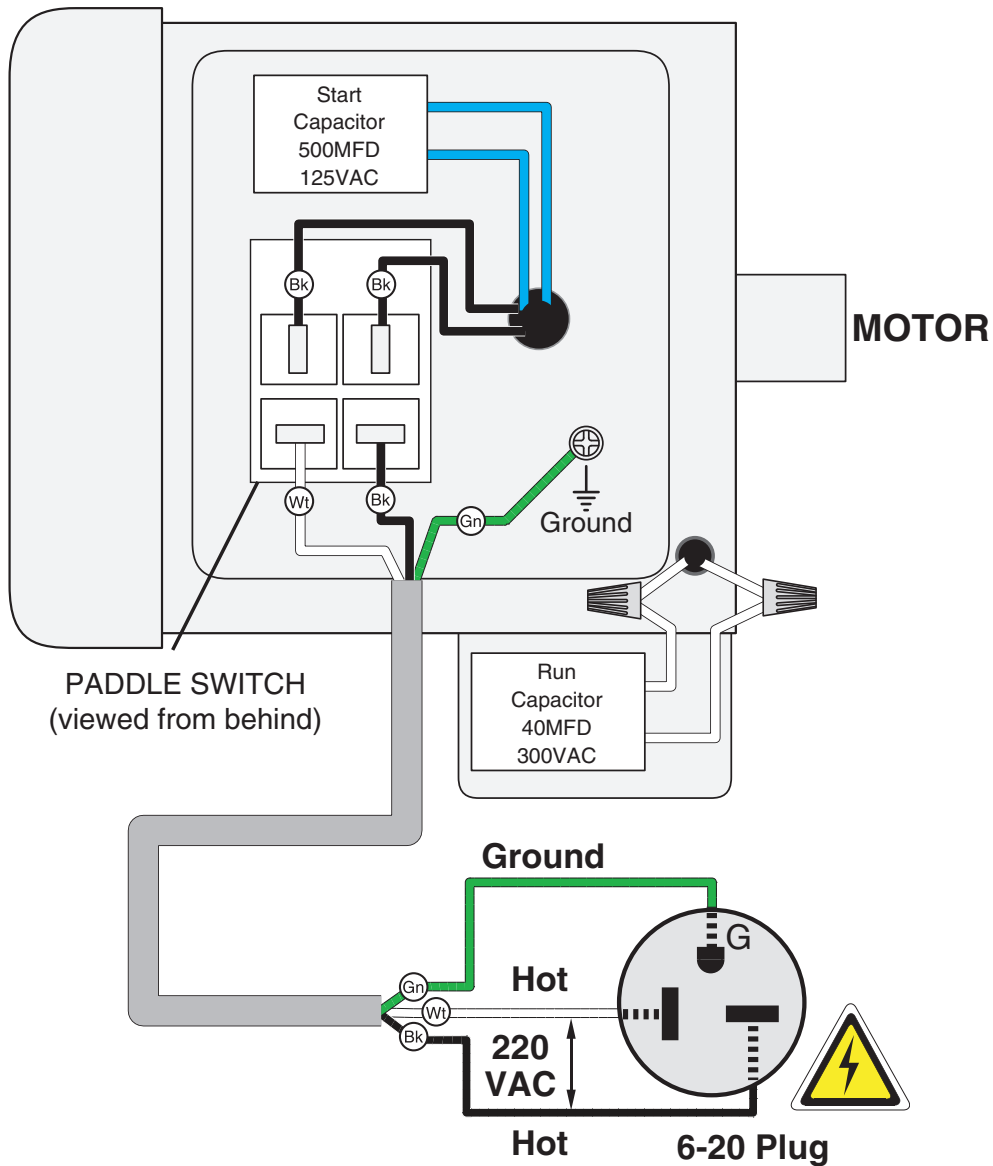 Start
Capacitor
500MFD
125VAC
Bk
Bk
MOTOR
Wt
Bk
Gn
Ground
PADDLE SWITCH
(viewed from behind)
Run
Capacitor
40MFD
300VAC
Ground
G
Gn
Hot
Wt
Bk
220
VAC
Hot
6-20 Plug